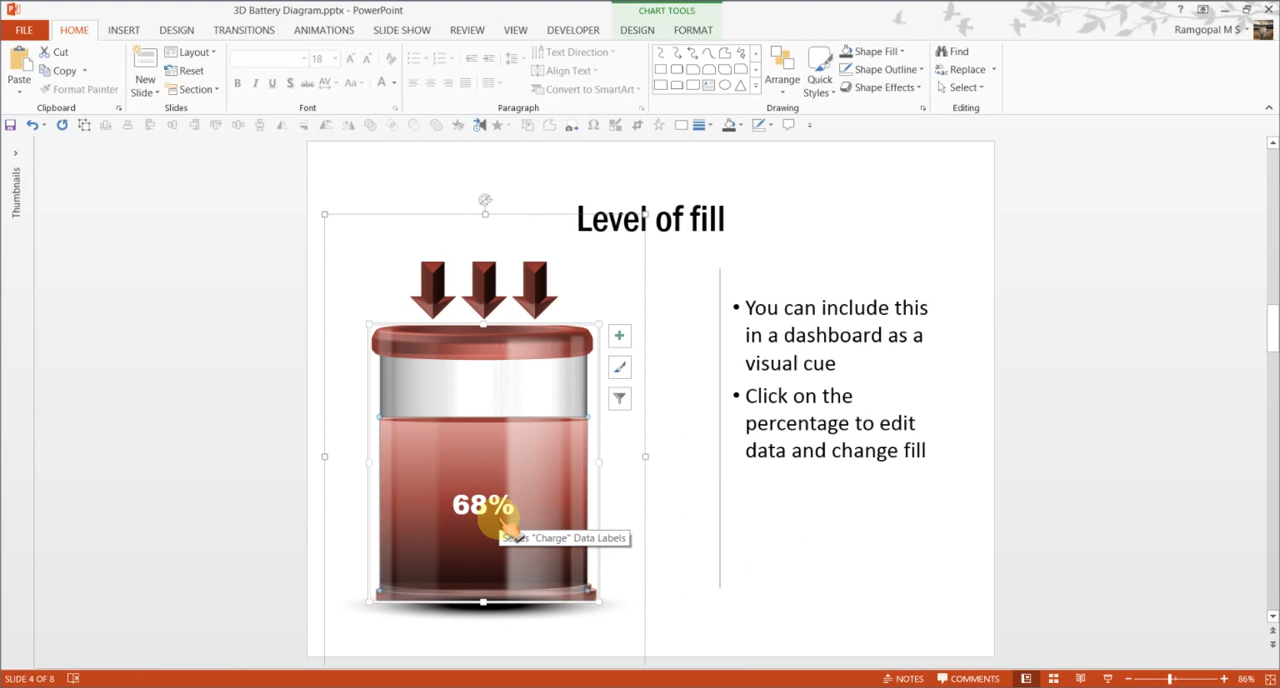 3D Battery Diagram.pptx - PowerPoint
CHART TOOLS
?
FILE
HOME
INSERT
DESIGN
TRANSITIONS
ANIMATIONS
SLIDE SHOW
REVIEW
VIEW
DEVELOPER
DESIGN
FORMAT
Ramgopal M S
Paste
Cut
Copy
Format Painter
Clipboard
New
Slide
Layout
Reset
Section
Slides
18
B I U S abc AV Aa A
Font
Text Direction
Align Text
Convert to SmartArt
Paragraph
Arrange
Quick
Styles
Shape Fill
Shape Outline
Shape Effects
Drawing
Find
Replace
Select
Editing
Thumbnails
Level of fill
• You can include this
in a dashboard as a
visual cue
• Click on the
percentage to edit
data and change fill
68%
Series "Charge" Data Labels
SLIDE 4 OF 8
NOTES
COMMENTS
86%